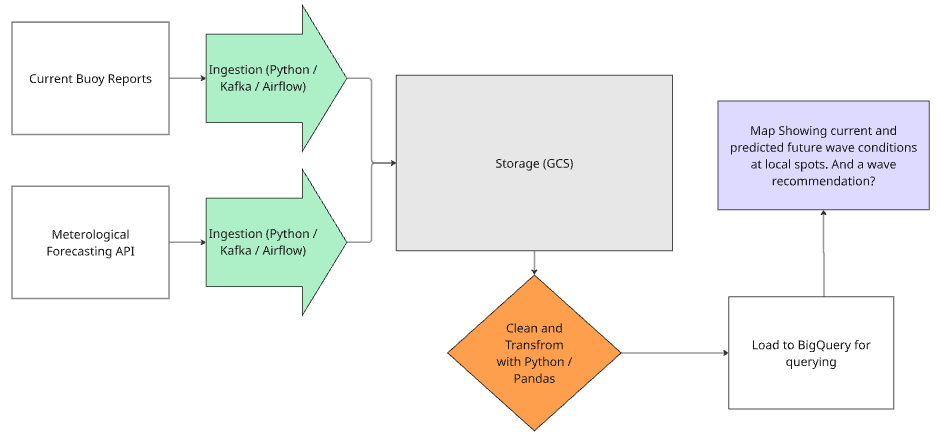 Current Buoy Reports
Ingestion (Python /
Kafka / Airflow)
Meterological
Forecasting API
Ingestion (Python /
Kafka / Airflow)
Storage (GCS)
Clean and
Transfrom
with Python /
Pandas
Load to BigQuery for
querying
Map Showing current and
predicted future wave conditions
at local spots. And a wave
recommendation?